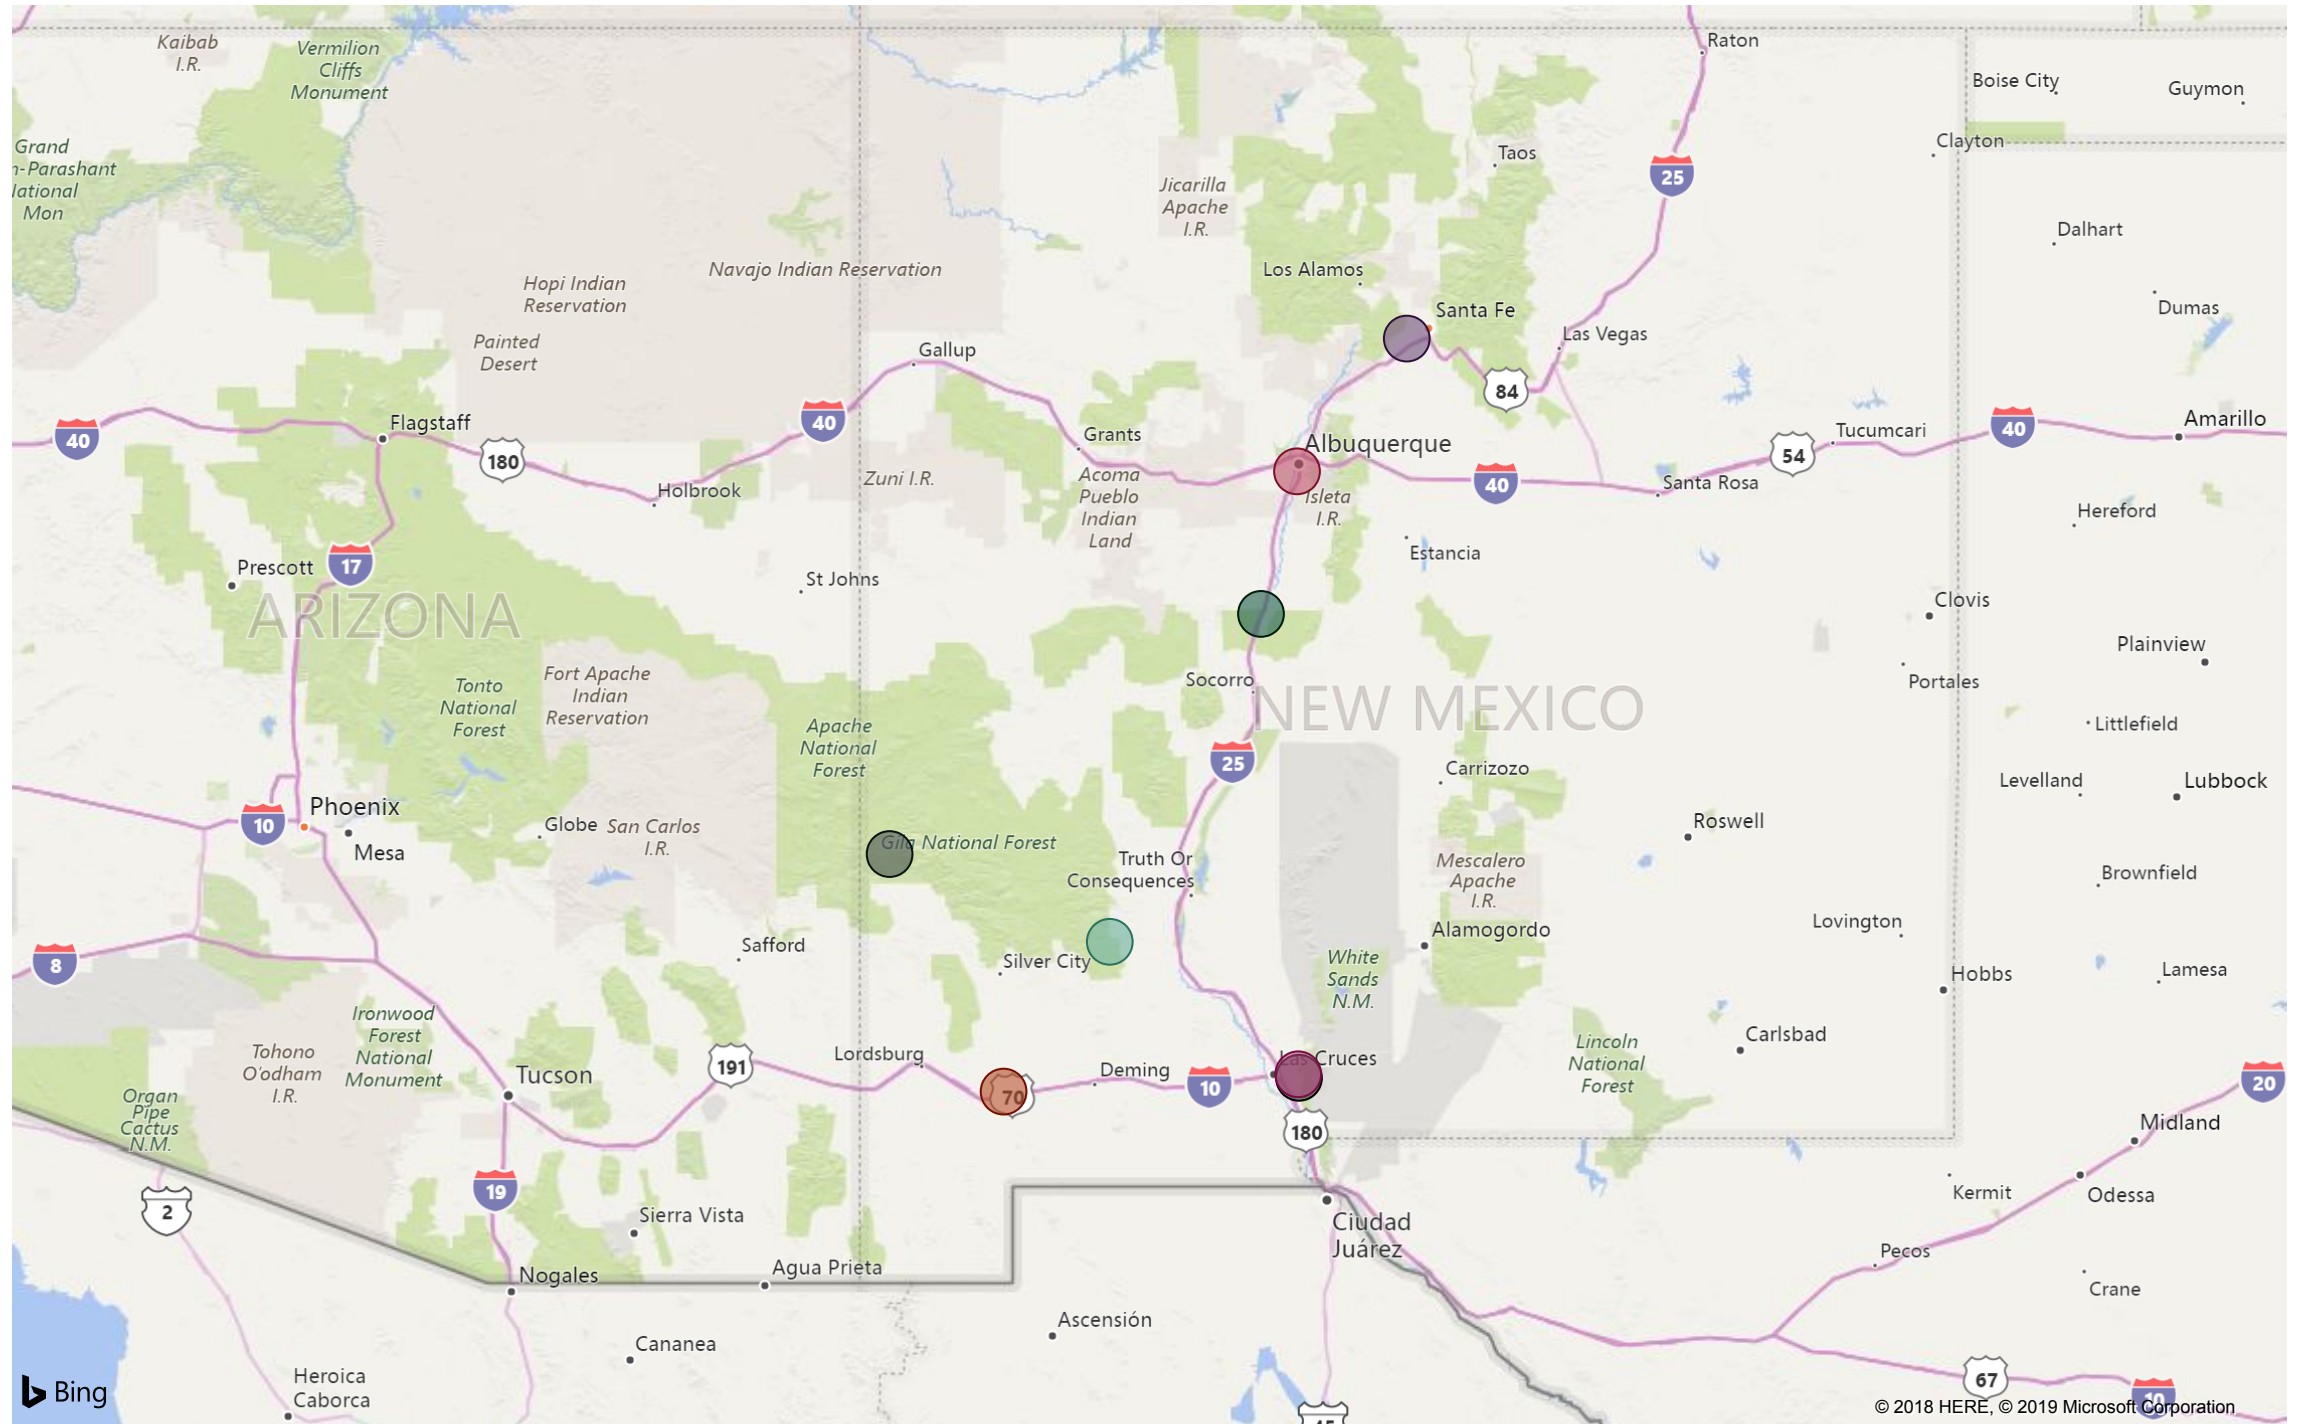 Kaibab
I.R.
Vermilion
Cliffs
Monument
Raton
Boise City
Guymon
Grand
n-Parashant
National
Mon
Clayton
Taos
25
Jicarilla
Apache
I.R.
Dalhart
Hopi Indian
Reservation
Navajo Indian Reservation
Los Alamos
Santa Fe
Dumas
Painted
Desert
Gallup
Las Vegas
84
40
Flagstaff
40
Grants
Albuquerque
Tucumcari
40
Amarillo
180
Holbrook
Zuni I.R.
Acoma
Pueblo
Indian
Land
Isleta
I.R.
40
Santa Rosa
54
Hereford
Prescott
17
St Johns
Estancia
ARIZONA
Clovis
Plainview
Fort Apache
Indian
Reservation
Tonto
National
Forest
Socorro
NEW MEXICO
Portales
Apache
National
Forest
Littlefield
25
Carrizozo
Levelland
Lubbock
Phoenix
10
Mesa
Globe
San Carlos
I.R.
Gila National Forest
Truth Or
Consequences
Mescalero
Apache
I.R.
Roswell
Brownfield
8
Safford
Silver City
White
Sands
N.M.
Alamogordo
Lovington
Hobbs
Lamesa
Ironwood
Forest
National
Monument
Tohono
O'odham
I.R.
Organ
Pipe
Cactus
N.M.
Tucson
191
Lordsburg
70
Deming
10
Las Cruces
Lincoln
National
Forest
Carlsbad
20
180
Midland
2
19
Sierra Vista
Kermit
Odessa
Ciudad
Juárez
Nogales
Agua Prieta
Pecos
Crane
Ascensión
Cananea
Heroica
Caborca
67
10
45
Bing
© 2018 HERE, © 2019 Microsoft Corporation